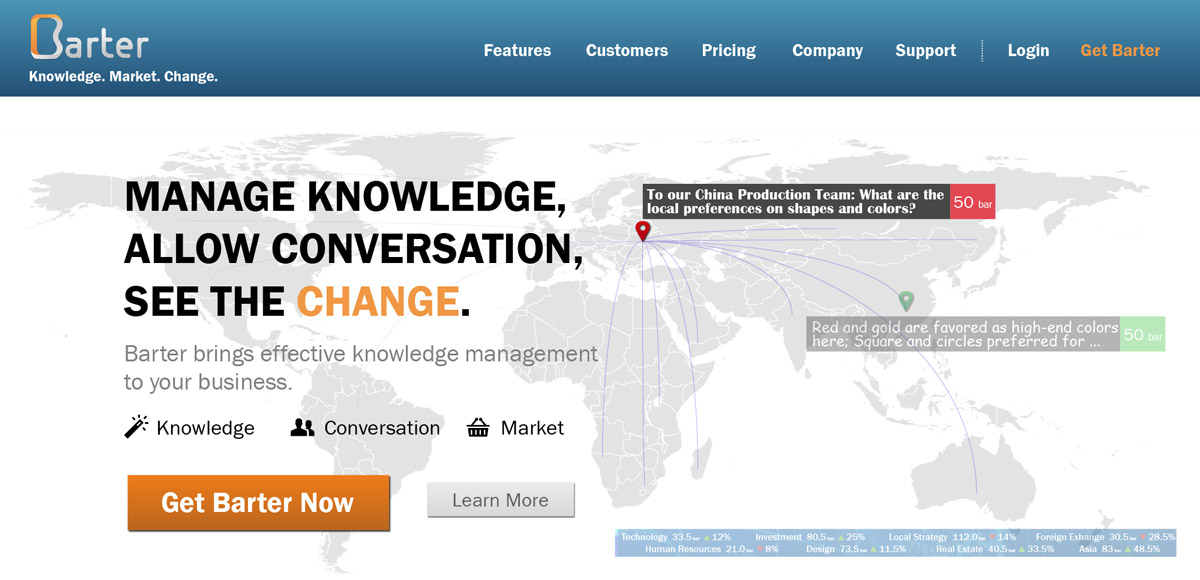 Barter
Knowledge. Market. Change.
Features Customers Pricing Company Support Login Get Barter
MANAGE KNOWLEDGE,
ALLOW CONVERSATION,
SEE THE CHANGE.
Barter brings effective knowledge management
to your business.
Knowledge Conversation Market
Get Barter Now Learn More
To our China Production Team: What are the
local preferences on shapes and colors?
50 bar
Red and gold are favored as high-end colors
here; Square and circles preferred for ...
50 bar
Technology 33.5 bar 12% Investment 80.5 bar 25% Local Strategy 112.0 bar 14% Foreign Exhange 30.5 bar 28.5%
Human Resources 21.0 bar 8% Design 73.5 bar 11.5% Real Estate 40.5 bar 33.5% Asia 83 bar 48.5%